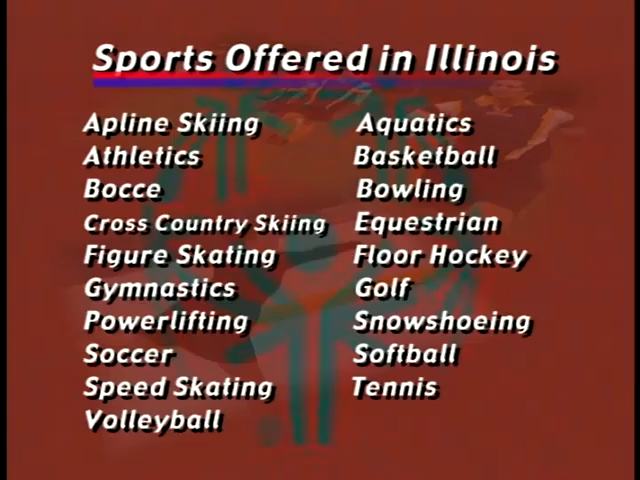 Sports Offered in Illinois
Apline Skiing
Aquatics
Athletics
Basketball
Bocce
Bowling
Cross Country Skiing
Equestrian
Figure Skating
Floor Hockey
Gymnastics
Golf
Powerlifting
Snowshoeing
Soccer
Softball
Speed Skating
Tennis
Volleyball